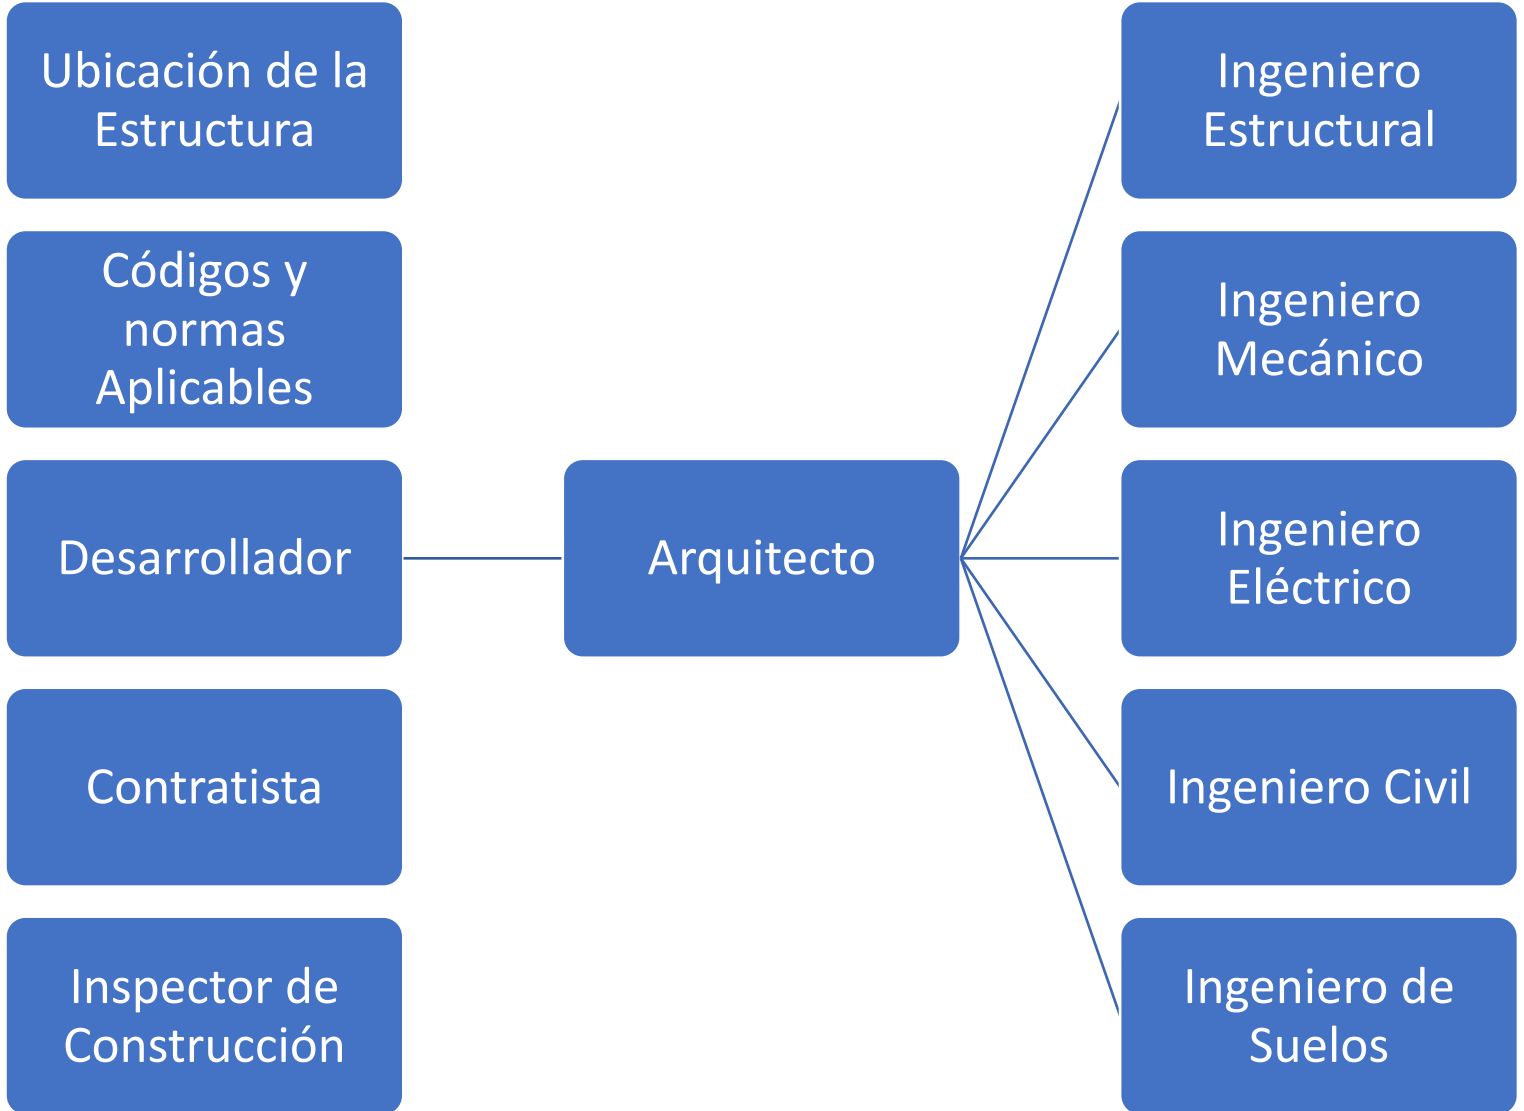 Ubicación de la
Estructura
Códigos y
normas
Aplicables
Desarrollador
Contratista
Inspector de
Construcción
Arquitecto
Ingeniero
Estructural
Ingeniero
Mecánico
Ingeniero
Eléctrico
Ingeniero Civil
Ingeniero de
Suelos